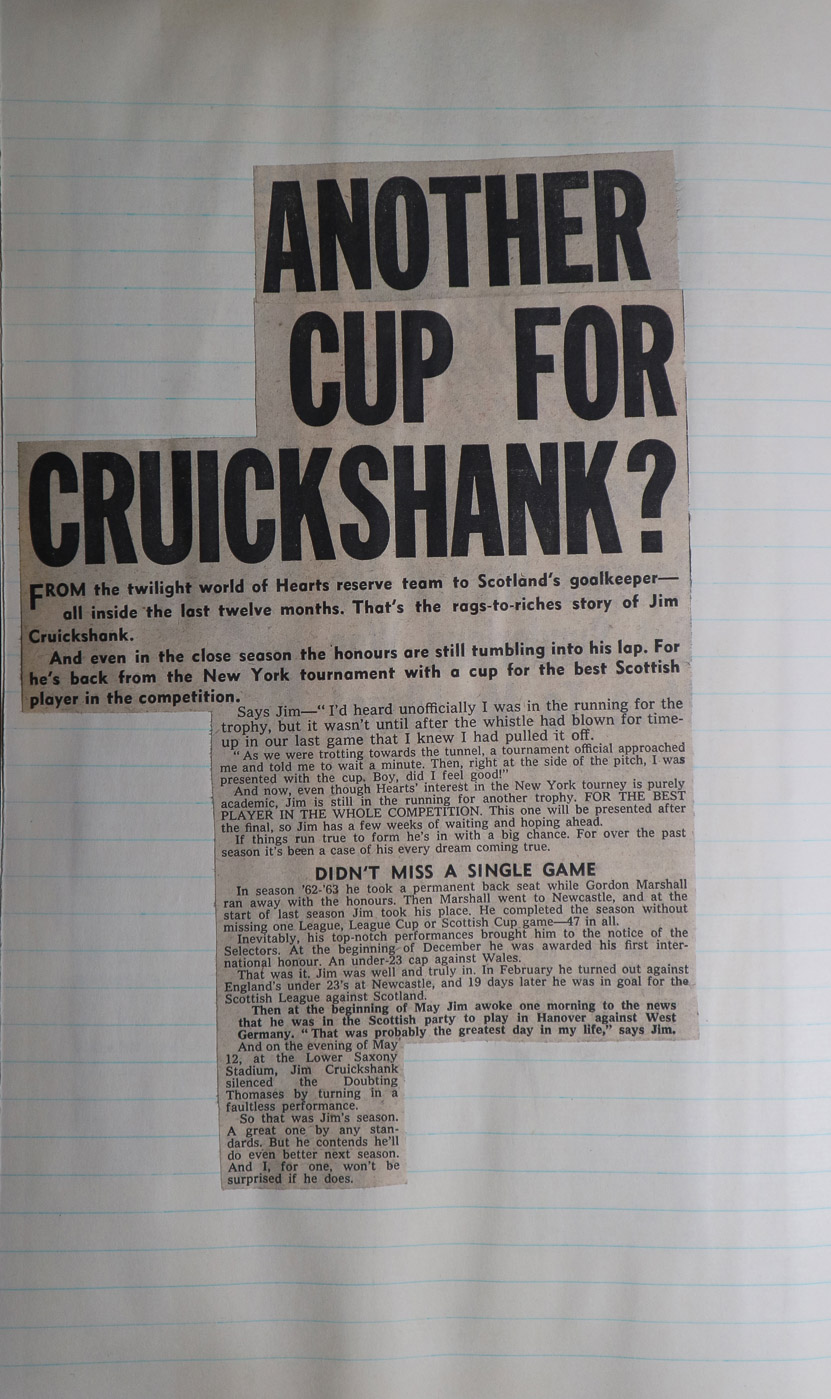 ANOTHER
CUP FOR
CRUICKSHANK?
FROM the twilight world of Hearts reserve team to Scotland's goalkeeper—
all inside the last twelve months. That's the rags-to-riches story of Jim
Cruickshank.
And even in the close season the honours are still tumbling into his lap. For
he's back from the New York tournament with a cup for the best Scottish
player in the competition.
Says Jim—"I'd heard unofficially I was in the running for the
trophy, but it wasn't until after the whistle had blown for time-
up in our last game that I knew I had pulled it off.
"As we were trotting towards the tunnel, a tournament official approached
me and told me to wait a minute. Then, right at the side of the pitch, I was
presented with the cup. Boy, did I feel good!"
And now, even though Hearts' interest in the New York tourney is purely
academic, Jim is still in the running for another trophy. FOR THE BEST
PLAYER IN THE WHOLE COMPETITION. This one will be presented after
the final, so Jim has a few weeks of waiting and hoping ahead.
If things run true to form he's in with a big chance. For over the past
season it's been a case of his every dream coming true.
DIDN'T MISS A SINGLE GAME
In season '62-'63 he took a permanent back seat while Gordon Marshall
ran away with the honours. Then Marshall went to Newcastle, and at the
start of last season Jim took his place. He completed the season without
missing one League, League Cup or Scottish Cup game—47 in all.
Inevitably, his top-notch performances brought him to the notice of the
Selectors. At the beginning of December he was awarded his first inter-
national honour. An under-23 cap against Wales.
That was it. Jim was well and truly in. In February he turned out against
England's under 23's at Newcastle, and 19 days later he was in goal for the
Scottish League against Scotland.
Then at the beginning of May Jim awoke one morning to the news
that he was in the Scottish party to play in Hanover against West
Germany. "That was probably the greatest day in my life," says Jim.
And on the evening of May
12, at the Lower Saxony
Stadium, Jim Cruickshank
silenced the Doubting
Thomases by turning in a
faultless performance.
So that was Jim's season.
A great one by any stan-
dards. But he contends he'll
do even better next season.
And I, for one, won't be
surprised if he does.